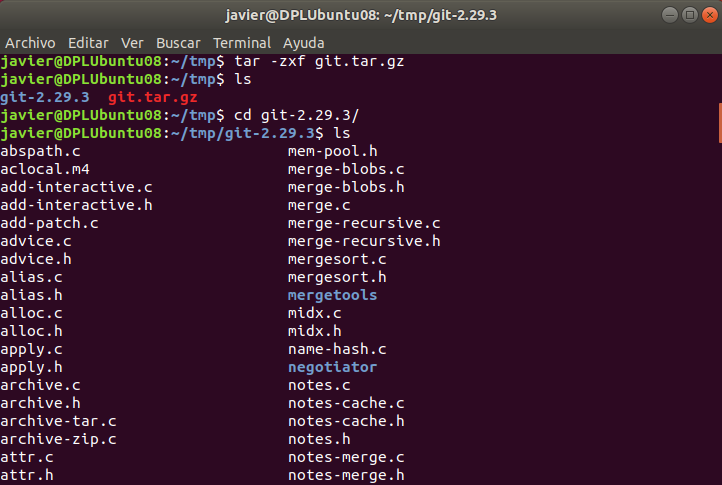 javier@DPLUbuntu08: ~/tmp/git-2.29.3
Archivo Editar Ver Buscar Terminal Ayuda
javier@DPLUbuntu08:~/tmp$ tar -zxf git.tar.gz
javier@DPLUbuntu08:~/tmp$ ls
git-2.29.3 git.tar.gz
javier@DPLUbuntu08:~/tmp$ cd git-2.29.3/
javier@DPLUbuntu08:~/tmp/git-2.29.3$ ls
abspath.c mem-pool.h
aclocal.m4 merge-blobs.c
add-interactive.c merge-blobs.h
add-interactive.h merge.c
add-patch.c merge-recursive.c
advice.c merge-recursive.h
advice.h mergesort.c
alias.c mergesort.h
alias.h mergetools
alloc.c midx.c
alloc.h midx.h
apply.c name-hash.c
apply.h negotiator
archive.c notes.c
archive.h notes-cache.c
archive-tar.c notes-cache.h
archive-zip.c notes.h
attr.c notes-merge.c
attr.h notes-merge.h